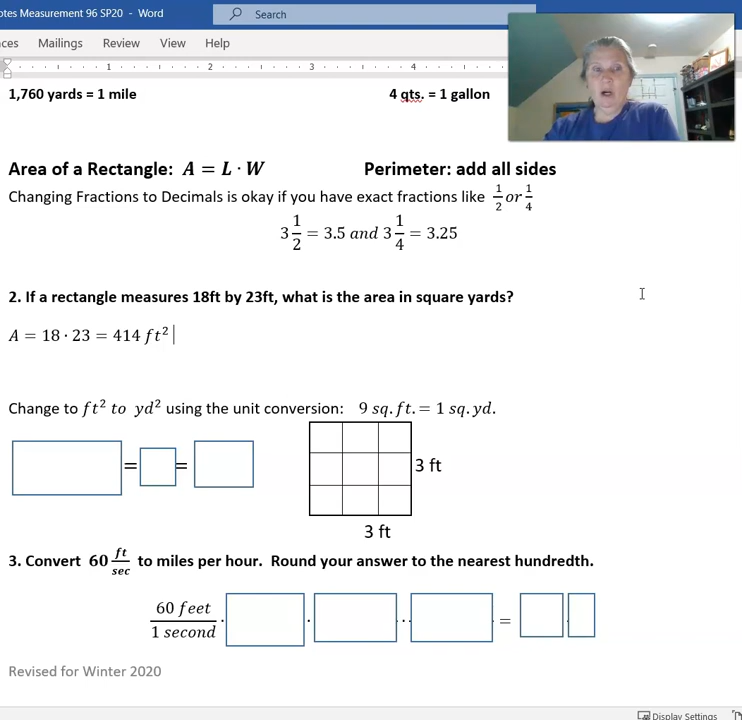 otes Measurement 96 SP20 - Word
Search
ces Mailings Review View Help
1 2 3 4
1,760 yards = 1 mile 4 qts. = 1 gallon
Area of a Rectangle: A = L · W Perimeter: add all sides
Changing Fractions to Decimals is okay if you have exact fractions like 1/2 or 1/4
3 1/2 = 3.5 and 3 1/4 = 3.25
2. If a rectangle measures 18ft by 23ft, what is the area in square yards?
A = 18 · 23 = 414 ft²
Change to ft² to yd² using the unit conversion: 9 sq. ft. = 1 sq. yd.
= =
3 ft
3 ft
3. Convert 60 ft/sec to miles per hour. Round your answer to the nearest hundredth.
60 feet/1 second · · ·· = .
Revised for Winter 2020
Display Settings